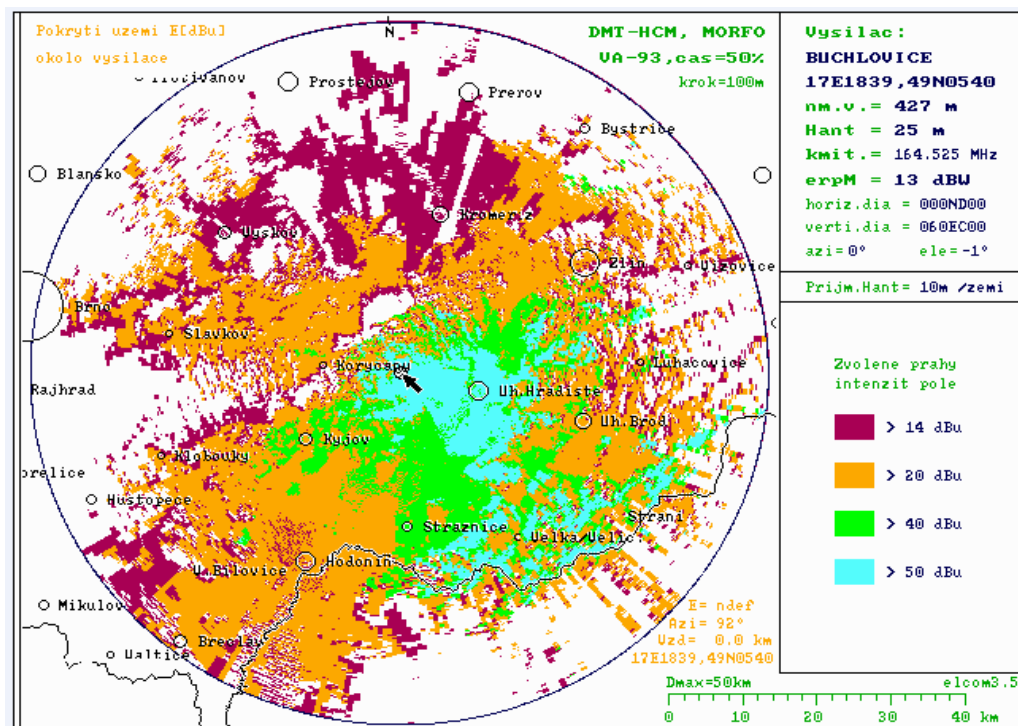 Pokryti uzemi E[dBu]
okolo vysilace
N
DMT-HCM, MORFO
VA-93,cas=50%
krok=100m
Vysilac:
BUCHLOVICE
17E1839,49N0540
nm.v.= 427 m
Hant = 25 m
kmit.= 164.525 MHz
erpM = 13 dBW
horiz.dia = 000ND00
verti.dia = 060EC00
azi= 0° ele= -1°
Prijm.Hant= 10m /zemi
Zvolene prahy
intenzit pole
> 14 dBu
> 20 dBu
> 40 dBu
> 50 dBu
Prostejov
Prerov
Bystrice
Blansko
Kromer'z
Vyskov
Zlin
Vizovice
Brno
Slavkov
Korycany
Luhacovice
Rajhrad
Uh.Hradiste
Uh.Brod
Kyjov
Klobouky
orelice
Hustopece
Straznice
Strani
Velka/Velic
Hodonin
V.Bilovice
Mikulov
Breclav
Valtice
E= ndef
Azi= 92°
Vzd= 0.0 km
17E1839,49N0540
Dmax=50km
elcom3.5
0 10 20 30 40 km